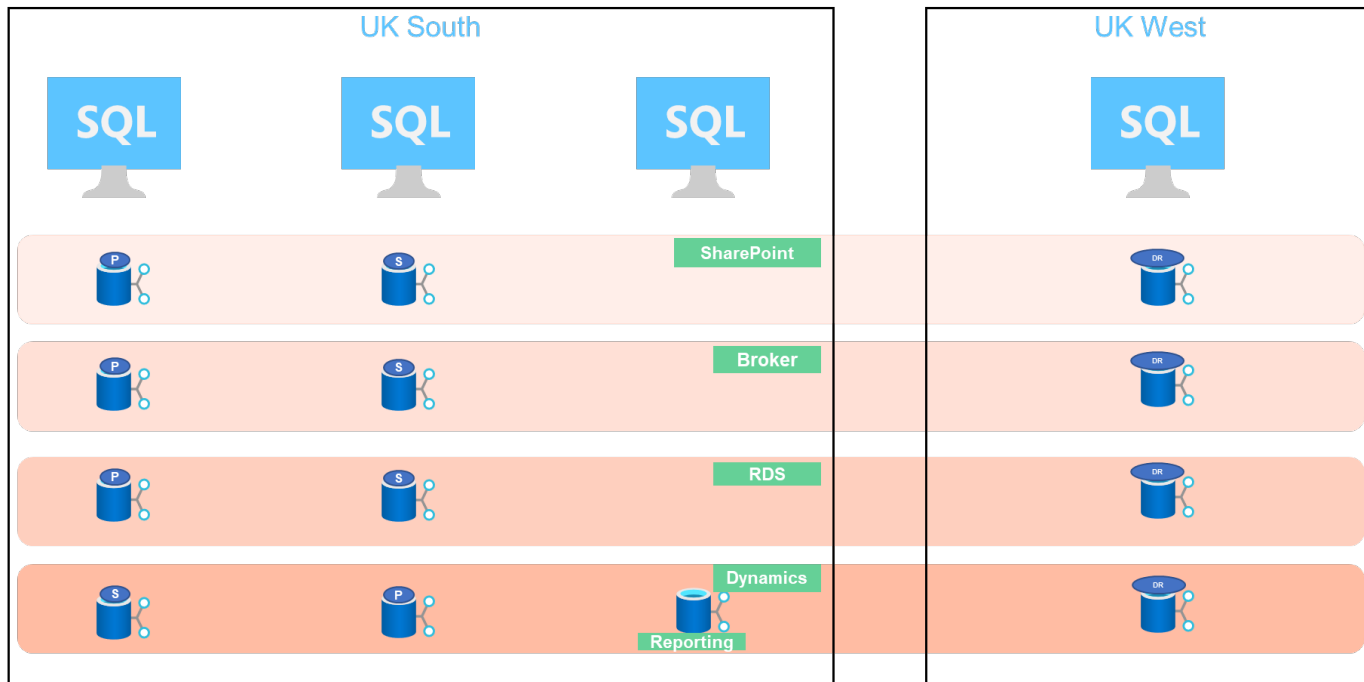 UK South
UK West
SQL
SQL
SQL
SQL
SharePoint
P
S
DR
Broker
P
S
DR
RDS
P
S
DR
Dynamics
S
P
DR
Reporting